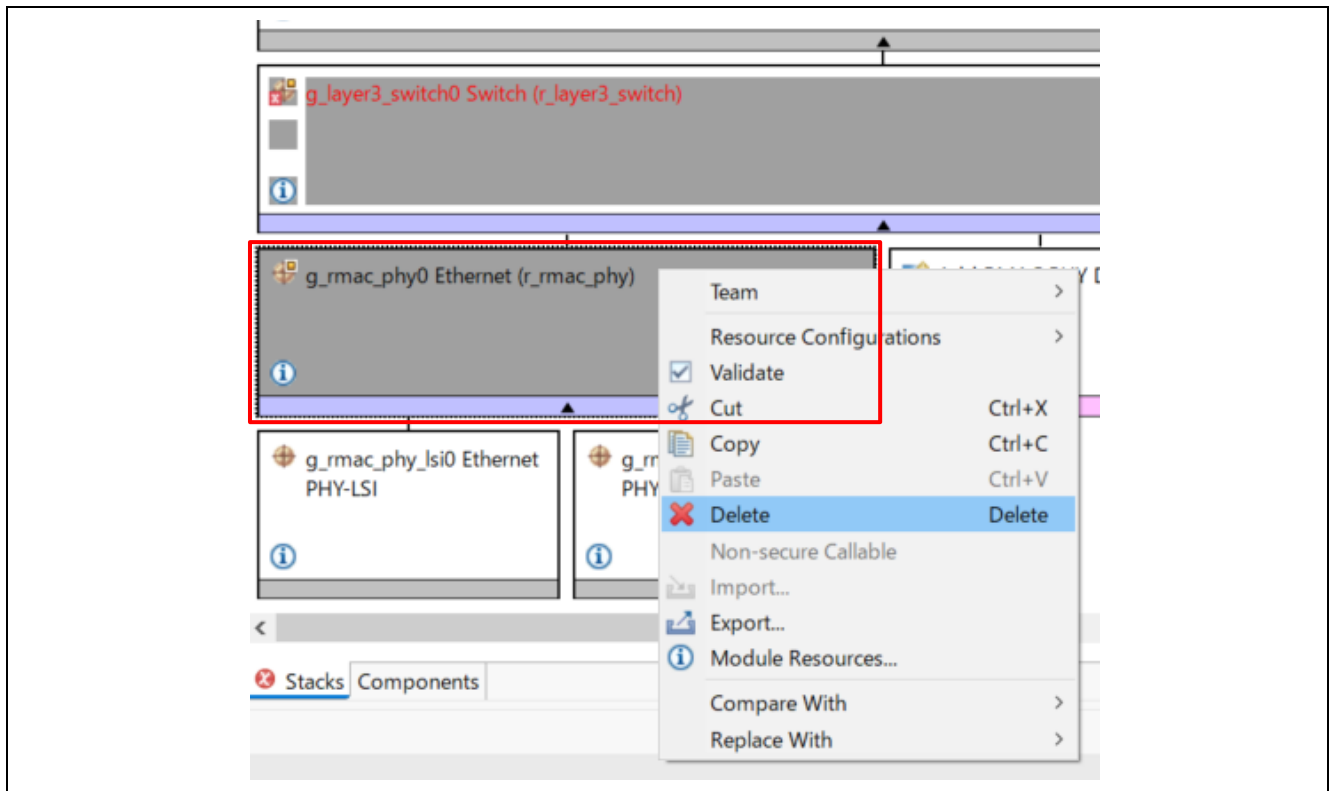 g_layer3_switch0 Switch (r_layer3_switch)
g_rmac_phy0 Ethernet (r_rmac_phy)
Team
Resource Configurations
Validate
Cut Ctrl+X
Copy Ctrl+C
Paste Ctrl+V
Delete Delete
Non-secure Callable
Import...
Export...
Module Resources...
Compare With
Replace With
g_rmac_phy_lsi0 Ethernet
PHY-LSI
Stacks Components